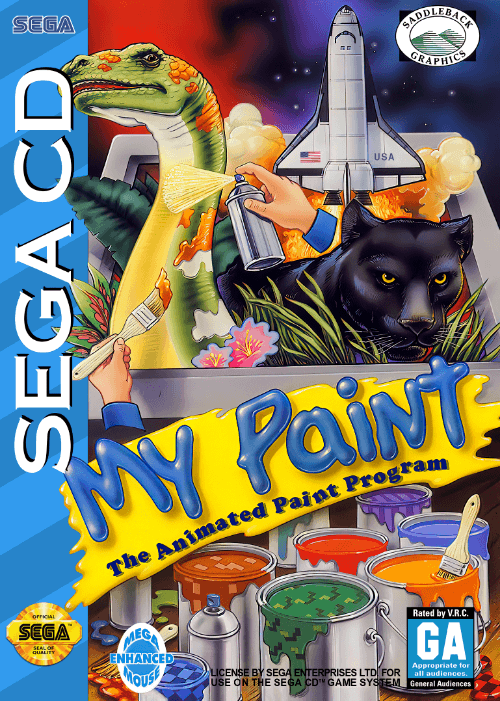 SEGA
SADDLEBACK
GRAPHICS
SEGA CD
USA
My Paint
The Animated Paint Program
OFFICIAL
SEGA
SEAL OF
QUALITY
MEGA
ENHANCED
MOUSE
LICENSE BY SEGA ENTERPRISES LTD. FOR
USE ON THE SEGA CD™ GAME SYSTEM
Rated by V.R.C.
GA
Appropriate for
all audiences.
General Audiences